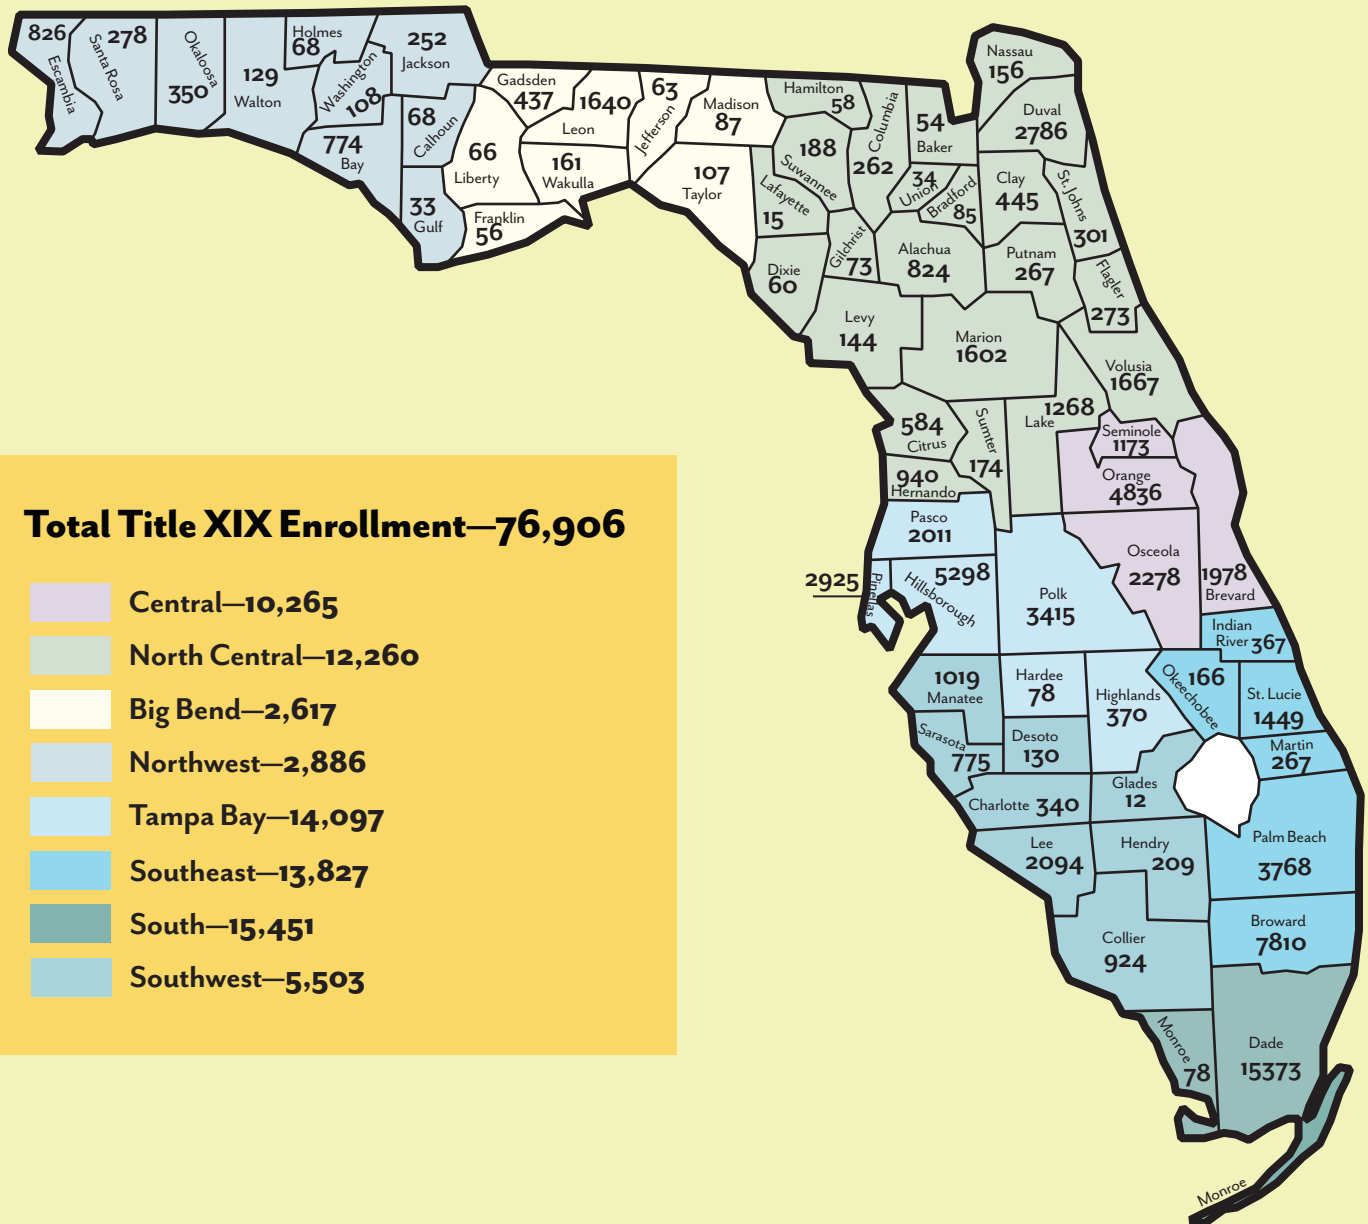 826
Escambia
Santa Rosa
278
Okaloosa
350
129
Walton
Holmes
68
Washington
108
252
Jackson
774
Bay
68
Calhoun
33
Gulf
Gadsden
437
66
Liberty
Franklin
56
1640
Leon
161
Wakulla
63
Jefferson
Madison
87
107
Taylor
Hamilton
58
188
Suwannee
Lafayette
15
Dixie
60
Columbia
262
Gilchrist
73
54
Baker
34
Union
Bradford
85
Nassau
156
Duval
2786
Clay
445
St. Johns
301
Alachua
824
Putnam
267
Flagler
273
Levy
144
Marion
1602
Volusia
1667
584
Citrus
Sumter
174
1268
Lake
940
Hernando
Seminole
1173
Orange
4836
Pasco
2011
Osceola
2278
1978
Brevard
2925
Pinellas
5298
Hillsborough
Polk
3415
Indian
River 367
1019
Manatee
Hardee
78
Highlands
370
166
Okeechobee
St. Lucie
1449
Sarasota
775
Desoto
130
Martin
267
Charlotte 340
Glades
12
Lee
2094
Hendry
209
Palm Beach
3768
Collier
924
Broward
7810
Monroe
78
Dade
15373
Monroe
Total Title XIX Enrollment—76,906
Central—10,265
North Central—12,260
Big Bend—2,617
Northwest—2,886
Tampa Bay—14,097
Southeast—13,827
South—15,451
Southwest—5,503